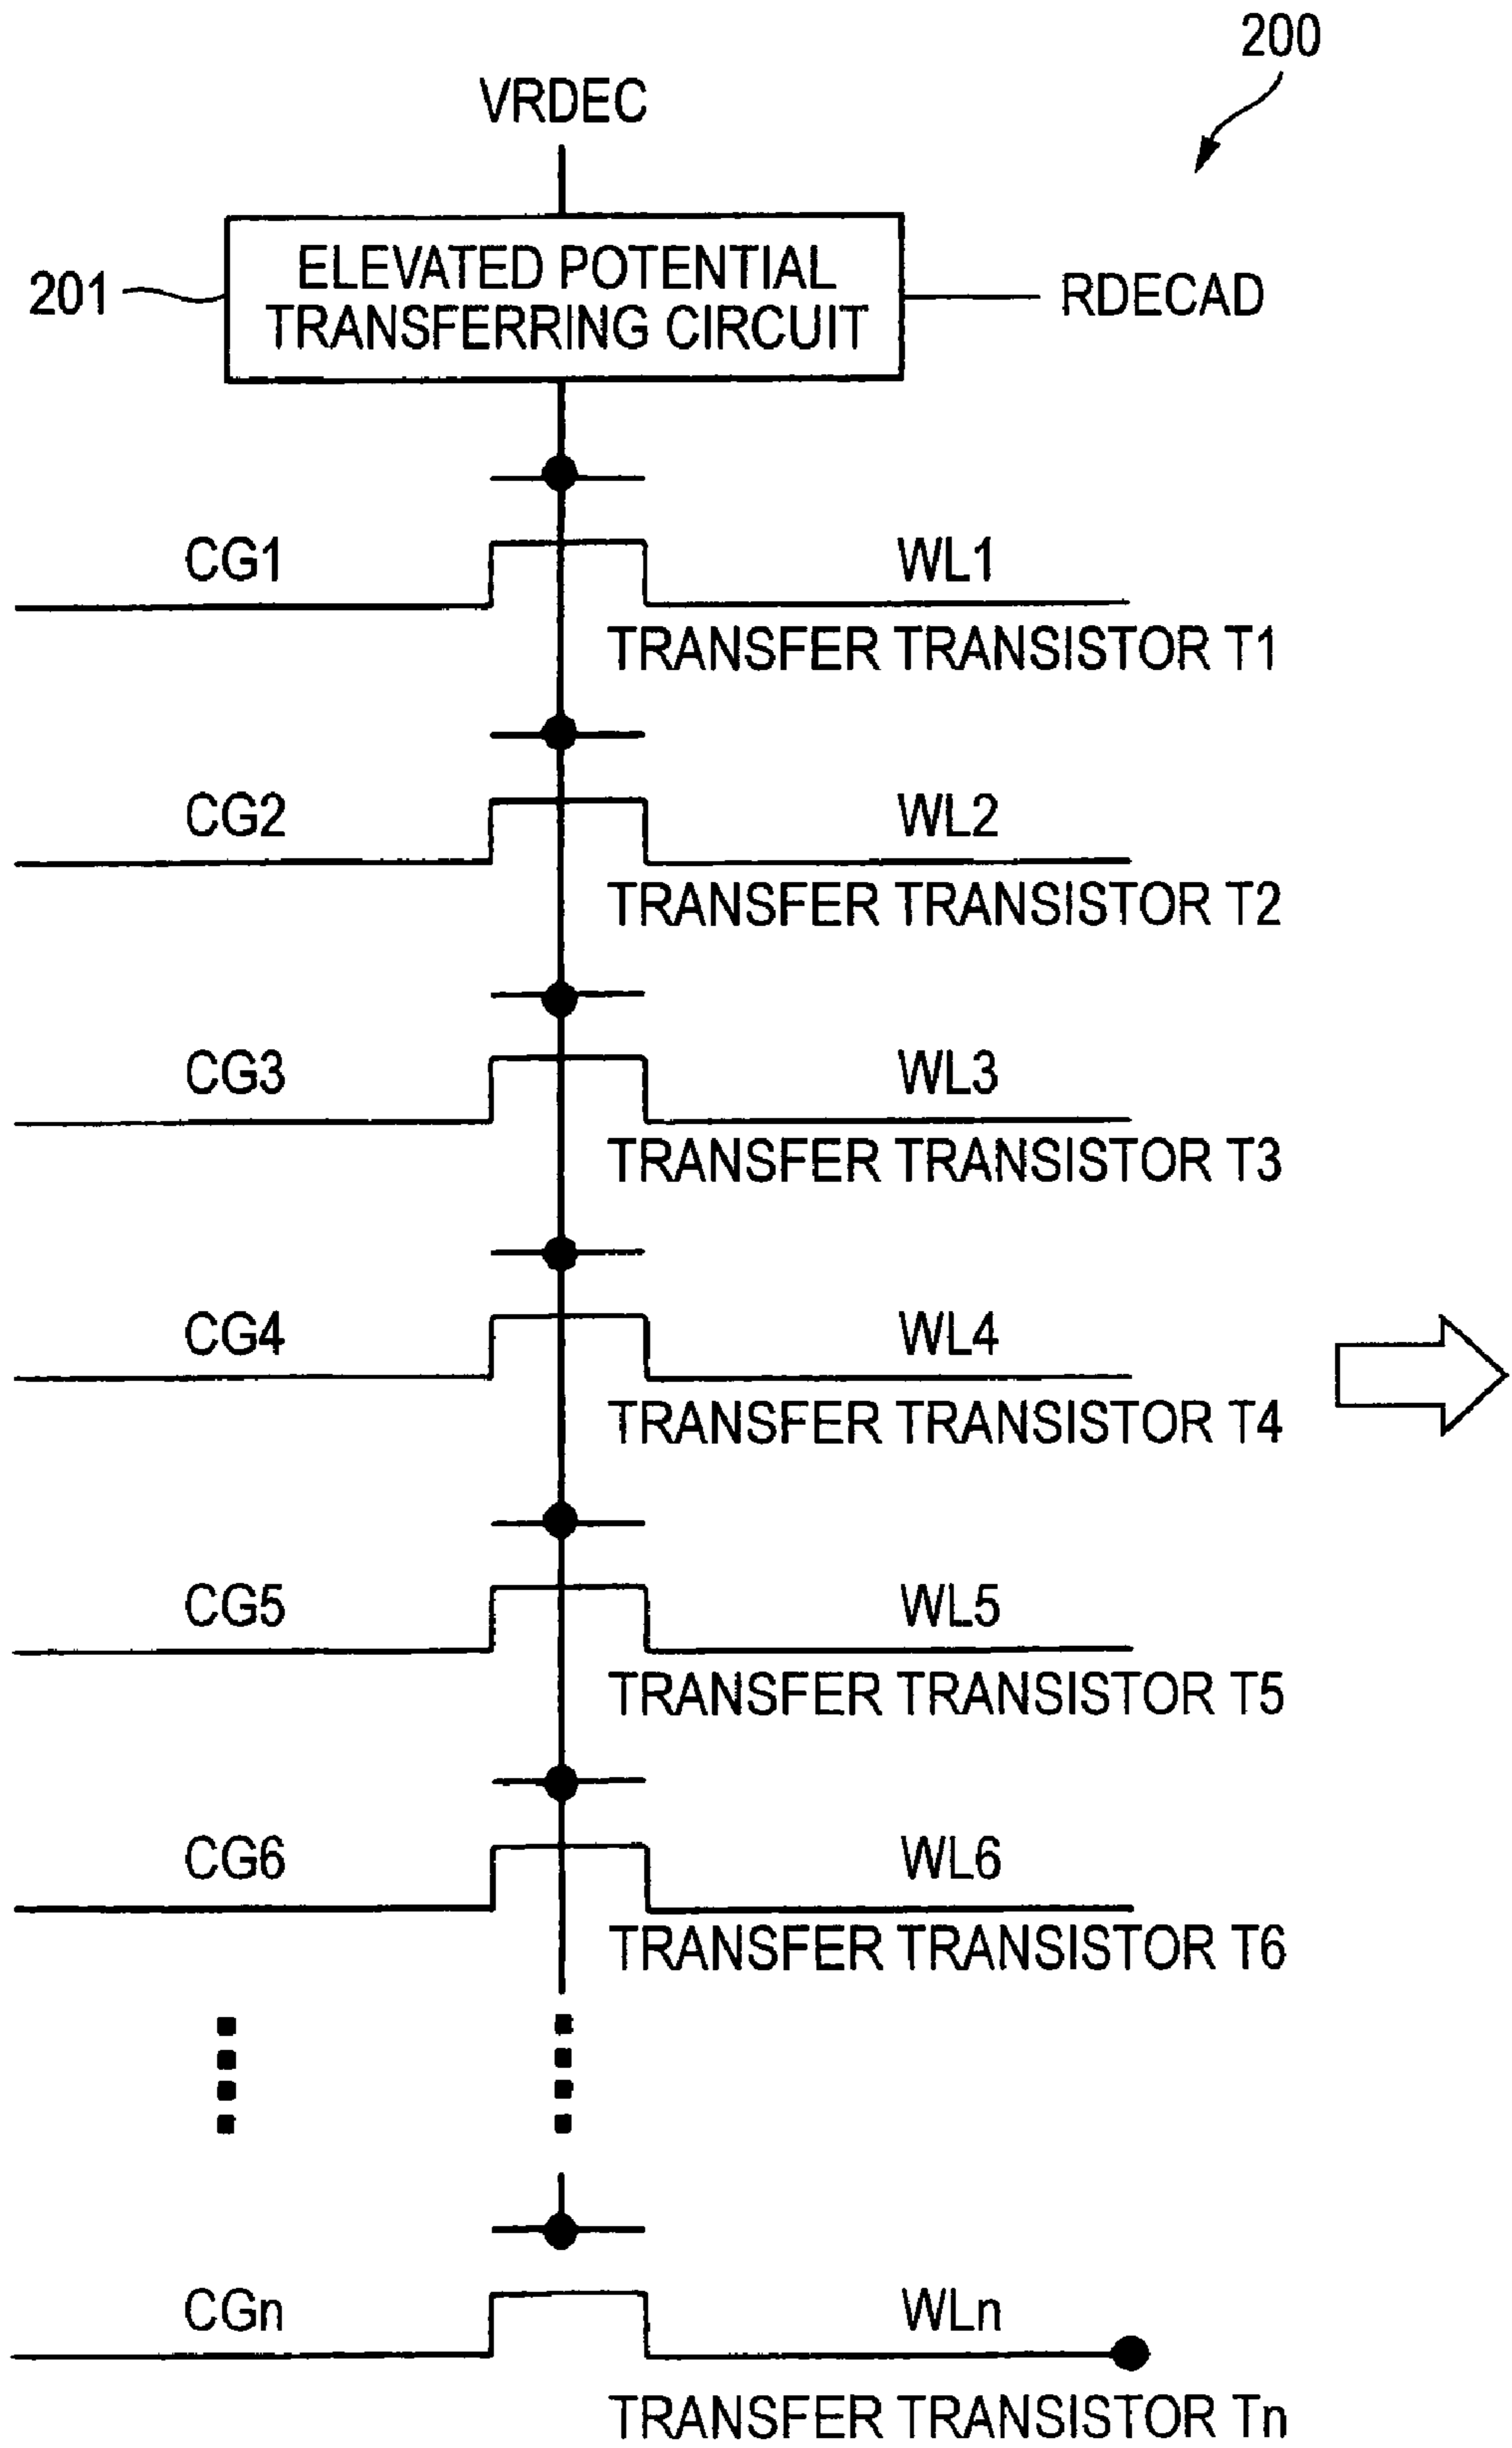 200
VRDEC
ELEVATED POTENTIAL
TRANSFERRING CIRCUIT
201
RDECAD
CG1
WL1
TRANSFER TRANSISTOR T1
CG2
WL2
TRANSFER TRANSISTOR T2
CG3
WL3
TRANSFER TRANSISTOR T3
CG4
WL4
TRANSFER TRANSISTOR T4
CG5
WL5
TRANSFER TRANSISTOR T5
CG6
WL6
TRANSFER TRANSISTOR T6
CGn
WLn
TRANSFER TRANSISTOR Tn